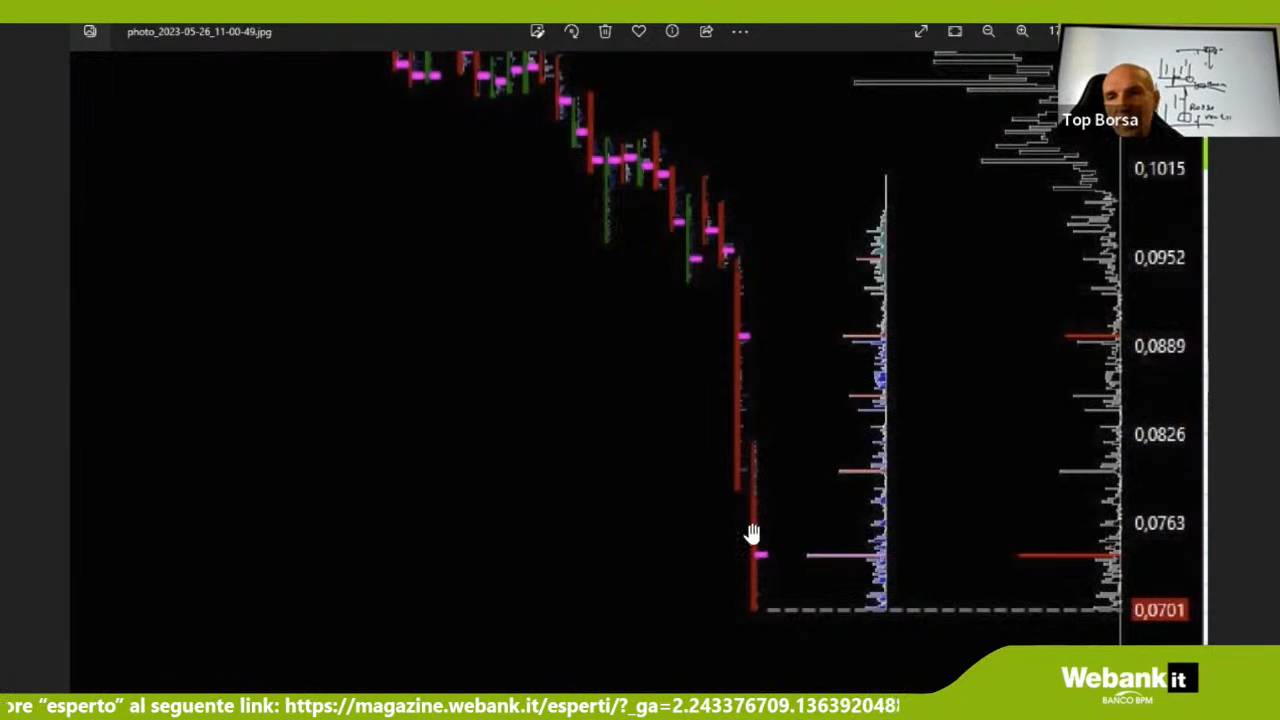 photo_2023-05-26_11-00-49.jpg
Top Borsa
0,1015
0,0952
0,0889
0,0826
0,0763
0,0701
Webank it
BANCO BPM
ore “esperto” al seguente link: https://magazine.webank.it/esperti/?_ga=2.243376709.136392048